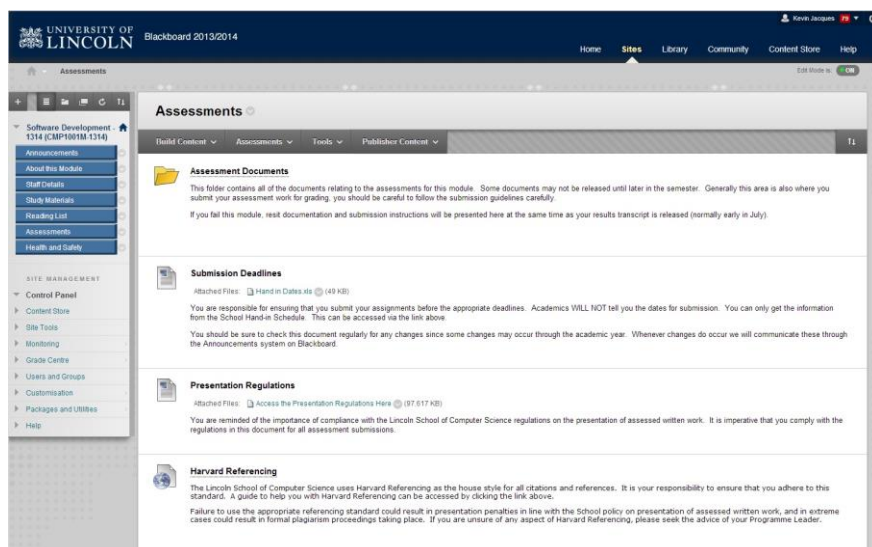 UNIVERSITY OF
LINCOLN
Blackboard 2013/2014
Kevin Jacques
Home Sites Library Community Content Store Help
Assessments
Edit Mode is: ON
Software Development -
1314 (CMP1001M-1314)
Announcements
About this Module
Staff Details
Study Materials
Reading List
Assessments
Health and Safety
SITE MANAGEMENT
Control Panel
Content Store
Site Tools
Monitoring
Grade Centre
Users and Groups
Customisation
Packages and Utilities
Help
Assessments
Build Content Assessments Tools Publisher Content
Assessment Documents
This folder contains all of the documents relating to the assessments for this module. Some documents may not be released until later in the semester. Generally this area is also where you
submit your assessment work for grading, you should be careful to follow the submission guidelines carefully.
If you fail this module, resit documentation and submission instructions will be presented here at the same time as your results transcript is released (normally early in July).
Submission Deadlines
Attached Files: Hand in Dates.xls (49 KB)
You are responsible for ensuring that you submit your assignments before the appropriate deadlines. Academics WILL NOT tell you the dates for submission. You can only get the information
from the School Hand-in Schedule. This can be accessed via the link above.
You should be sure to check this document regularly for any changes since some changes may occur through the academic year. Whenever changes do occur we will communicate these through
the Announcements system on Blackboard.
Presentation Regulations
Attached Files: Access the Presentation Regulations Here (97.617 KB)
You are reminded of the importance of compliance with the Lincoln School of Computer Science regulations on the presentation of assessed written work. It is imperative that you comply with the
regulations in this document for all assessment submissions.
Harvard Referencing
The Lincoln School of Computer Science uses Harvard Referencing as the house style for all citations and references. It is your responsibility to ensure that you adhere to this
standard. A guide to help you with Harvard Referencing can be accessed by clicking the link above.
Failure to use the appropriate referencing standard could result in presentation penalties in line with the School policy on presentation of assessed written work, and in extreme
cases could result in formal plagiarism proceedings taking place. If you are unsure of any aspect of Harvard Referencing, please seek the advice of your Programme Leader.